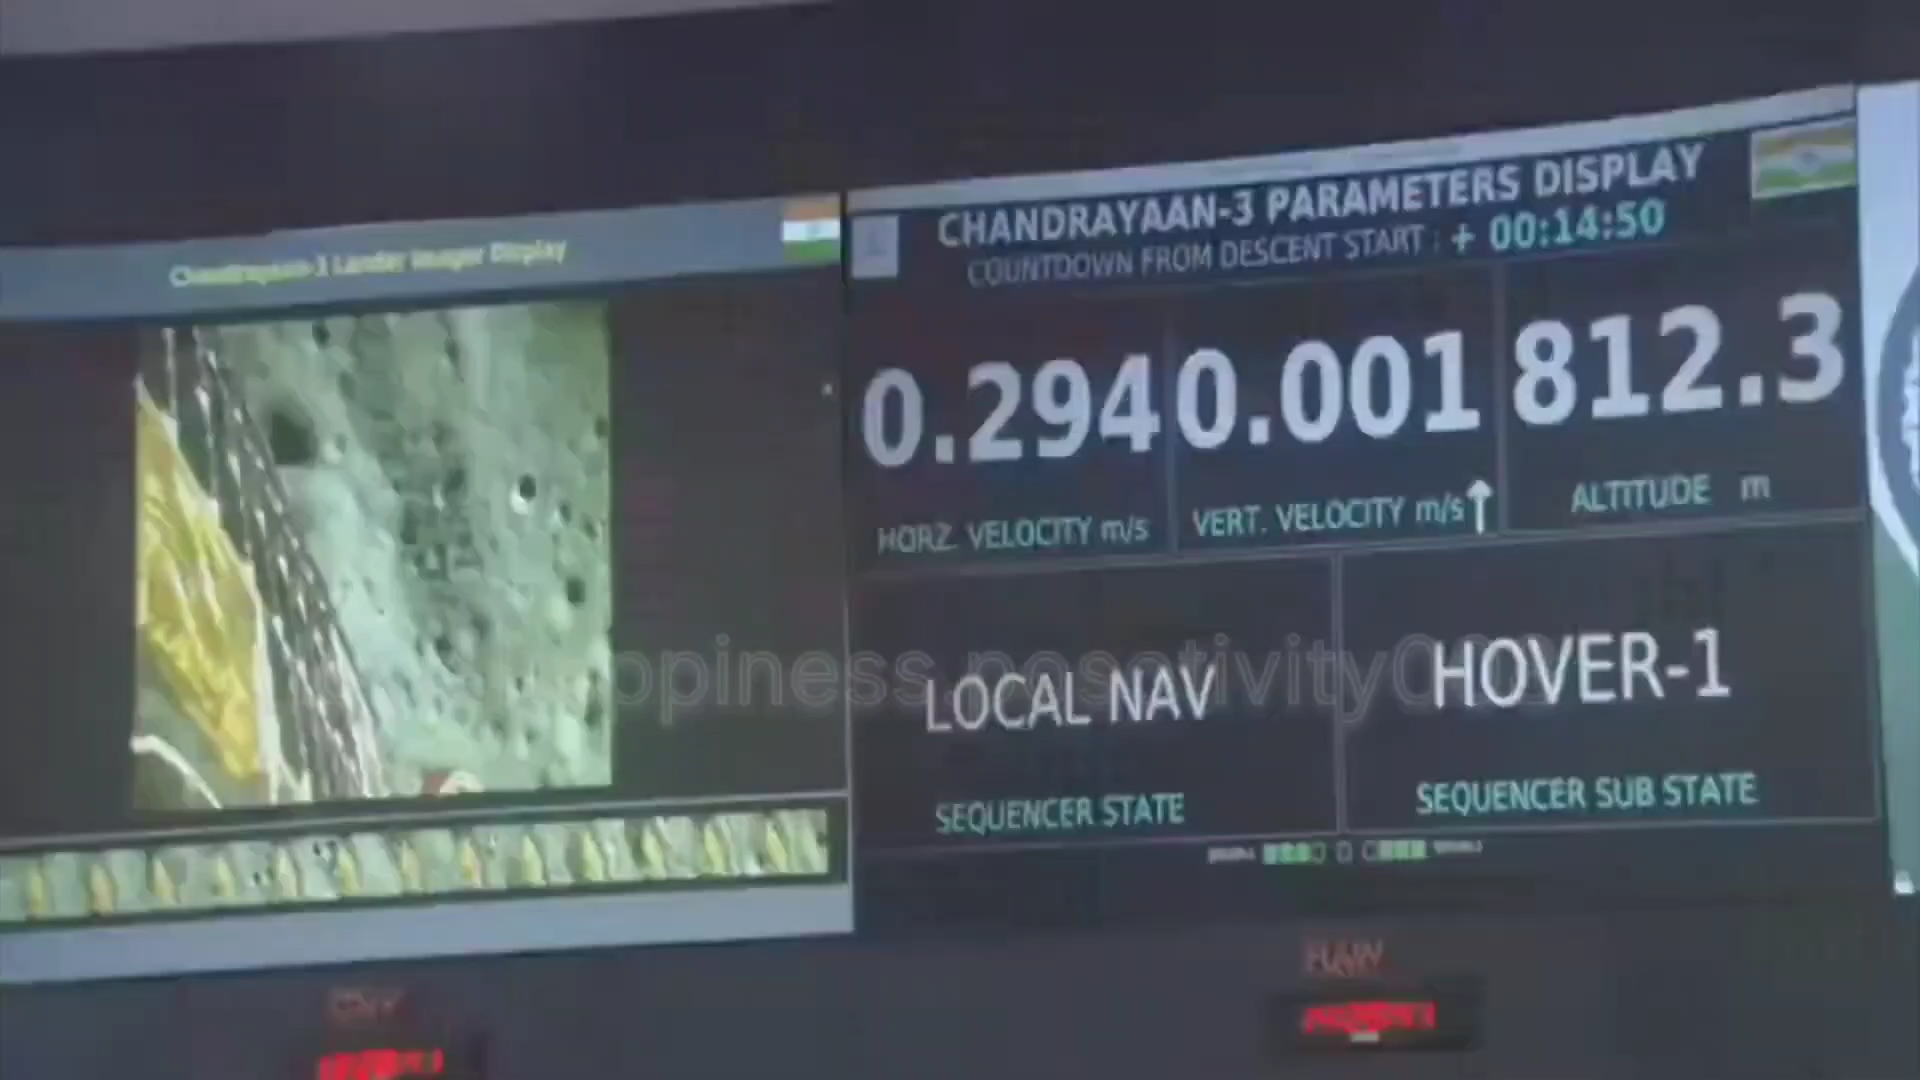 Chandrayaan-3 Lander Imager Display
CHANDRAYAAN-3 PARAMETERS DISPLAY
COUNTDOWN FROM DESCENT START : + 00:14:50
0.294 0.001 812.3
HORZ. VELOCITY m/s VERT. VELOCITY m/s ↑ ALTITUDE m
LOCAL NAV HOVER-1
SEQUENCER STATE SEQUENCER SUB STATE